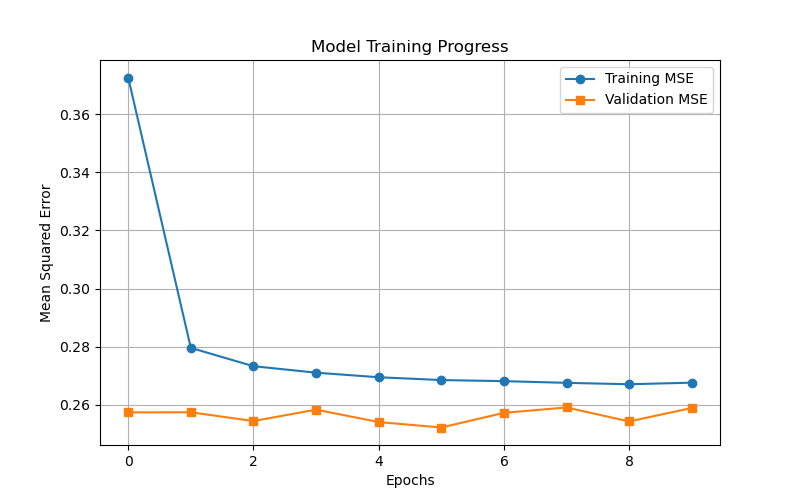 Model Training Progress
Training MSE
Validation MSE
0.36
0.34
0.32
0.30
0.28
0.26
Mean Squared Error
0 2 4 6 8
Epochs